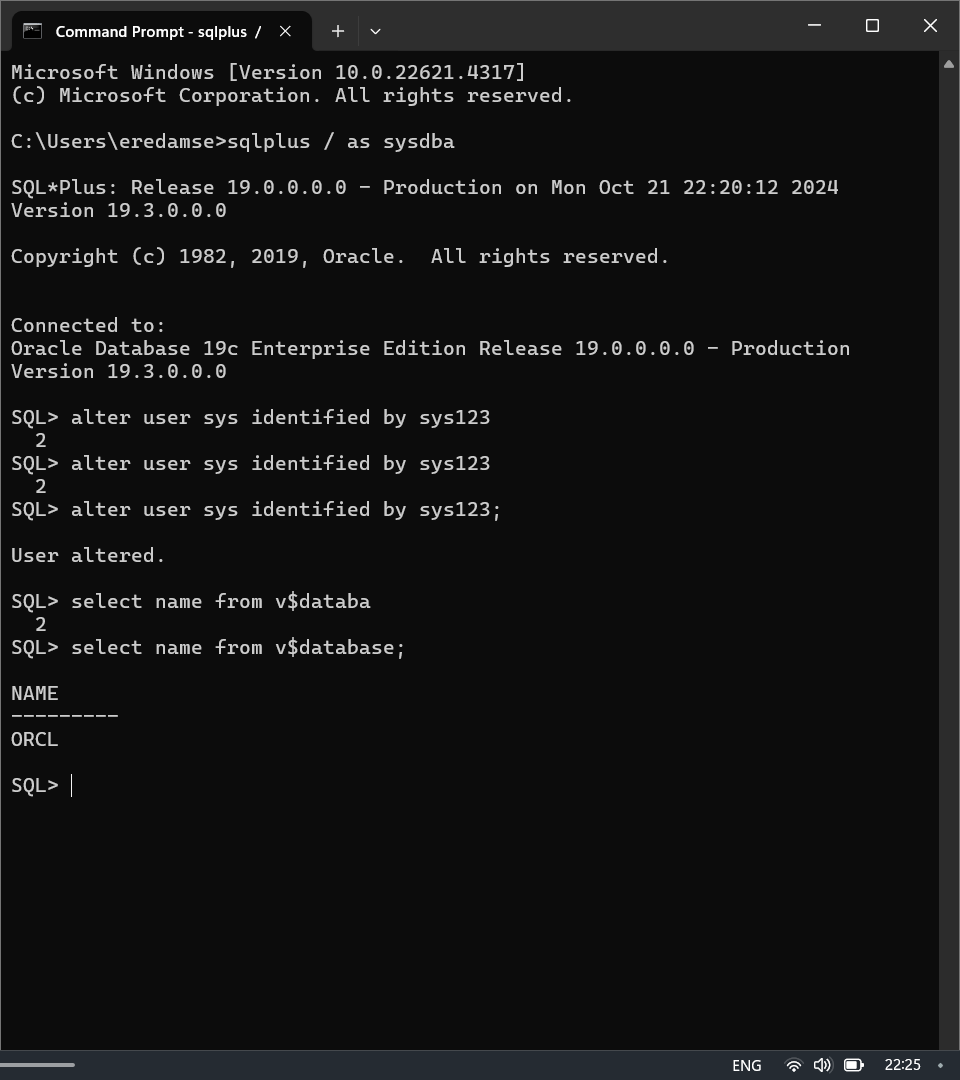 Command Prompt - sqlplus /
Microsoft Windows [Version 10.0.22621.4317]
(c) Microsoft Corporation. All rights reserved.
C:\Users\eredamse>sqlplus / as sysdba
SQL*Plus: Release 19.0.0.0.0 - Production on Mon Oct 21 22:20:12 2024
Version 19.3.0.0.0
Copyright (c) 1982, 2019, Oracle.  All rights reserved.
Connected to:
Oracle Database 19c Enterprise Edition Release 19.0.0.0.0 - Production
Version 19.3.0.0.0
SQL> alter user sys identified by sys123
  2
SQL> alter user sys identified by sys123
  2
SQL> alter user sys identified by sys123;
User altered.
SQL> select name from v$databa
  2
SQL> select name from v$database;
NAME
---------
ORCL
SQL>
ENG 22:25